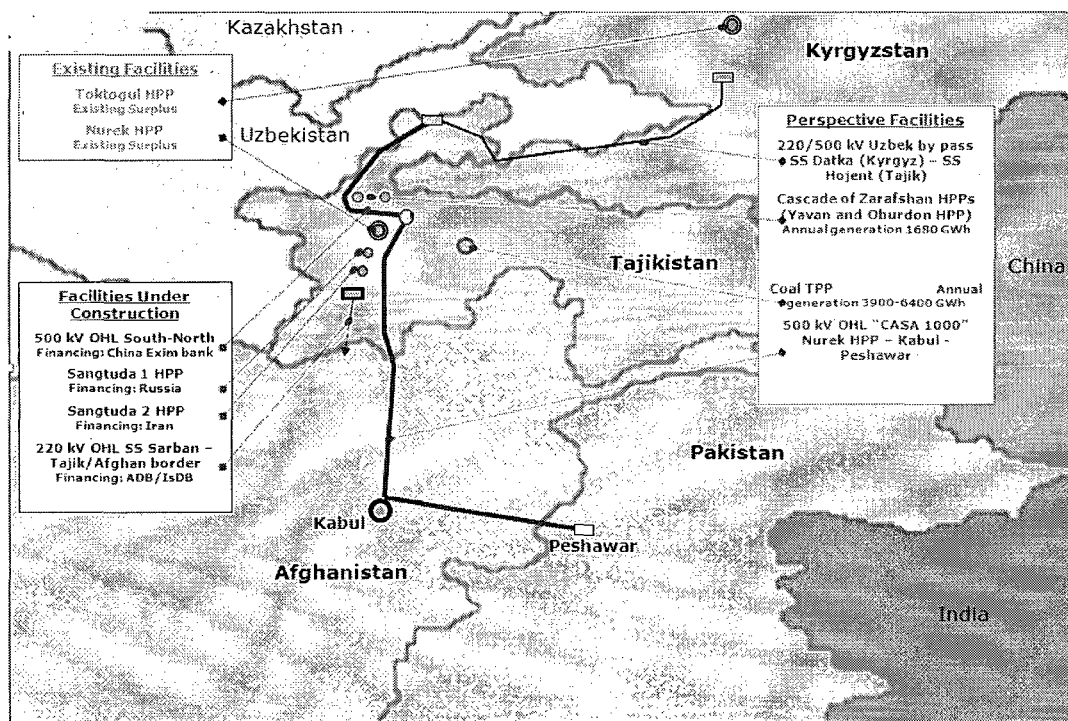 Kazakhstan
Kyrgyzstan
Existing Facilities
Toktogul HPP
Existing Surplus
Nurek HPP
Existing Surplus
Uzbekistan
Perspective Facilities
220/500 kV Uzbek by pass
SS Datka (Kyrgyz) – SS
Hojent (Tajik)
Cascade of Zarafshan HPPs
(Yavan and Oburdon HPP)
Annual generation 1680 GWh
Coal TPP Annual
generation 3900-6400 GWh
500 kV OHL "CASA 1000"
Nurek HPP – Kabul -
Peshawar
Tajikistan
China
Facilities Under
Construction
500 kV OHL South-North
Financing: China Exim bank
Sangtuda 1 HPP
Financing: Russia
Sangtuda 2 HPP
Financing: Iran
220 kV OHL SS Sarban –
Tajik/Afghan border
Financing: ADB/IsDB
Pakistan
Kabul
Peshawar
Afghanistan
India